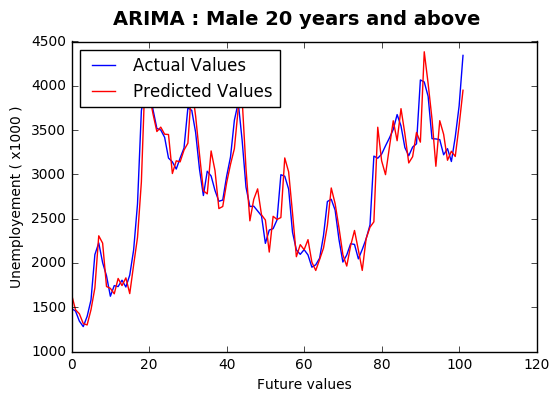 ARIMA : Male 20 years and above
Actual Values
Predicted Values
Unemployement ( x1000 )
4500
4000
3500
3000
2500
2000
1500
1000
0 20 40 60 80 100 120
Future values